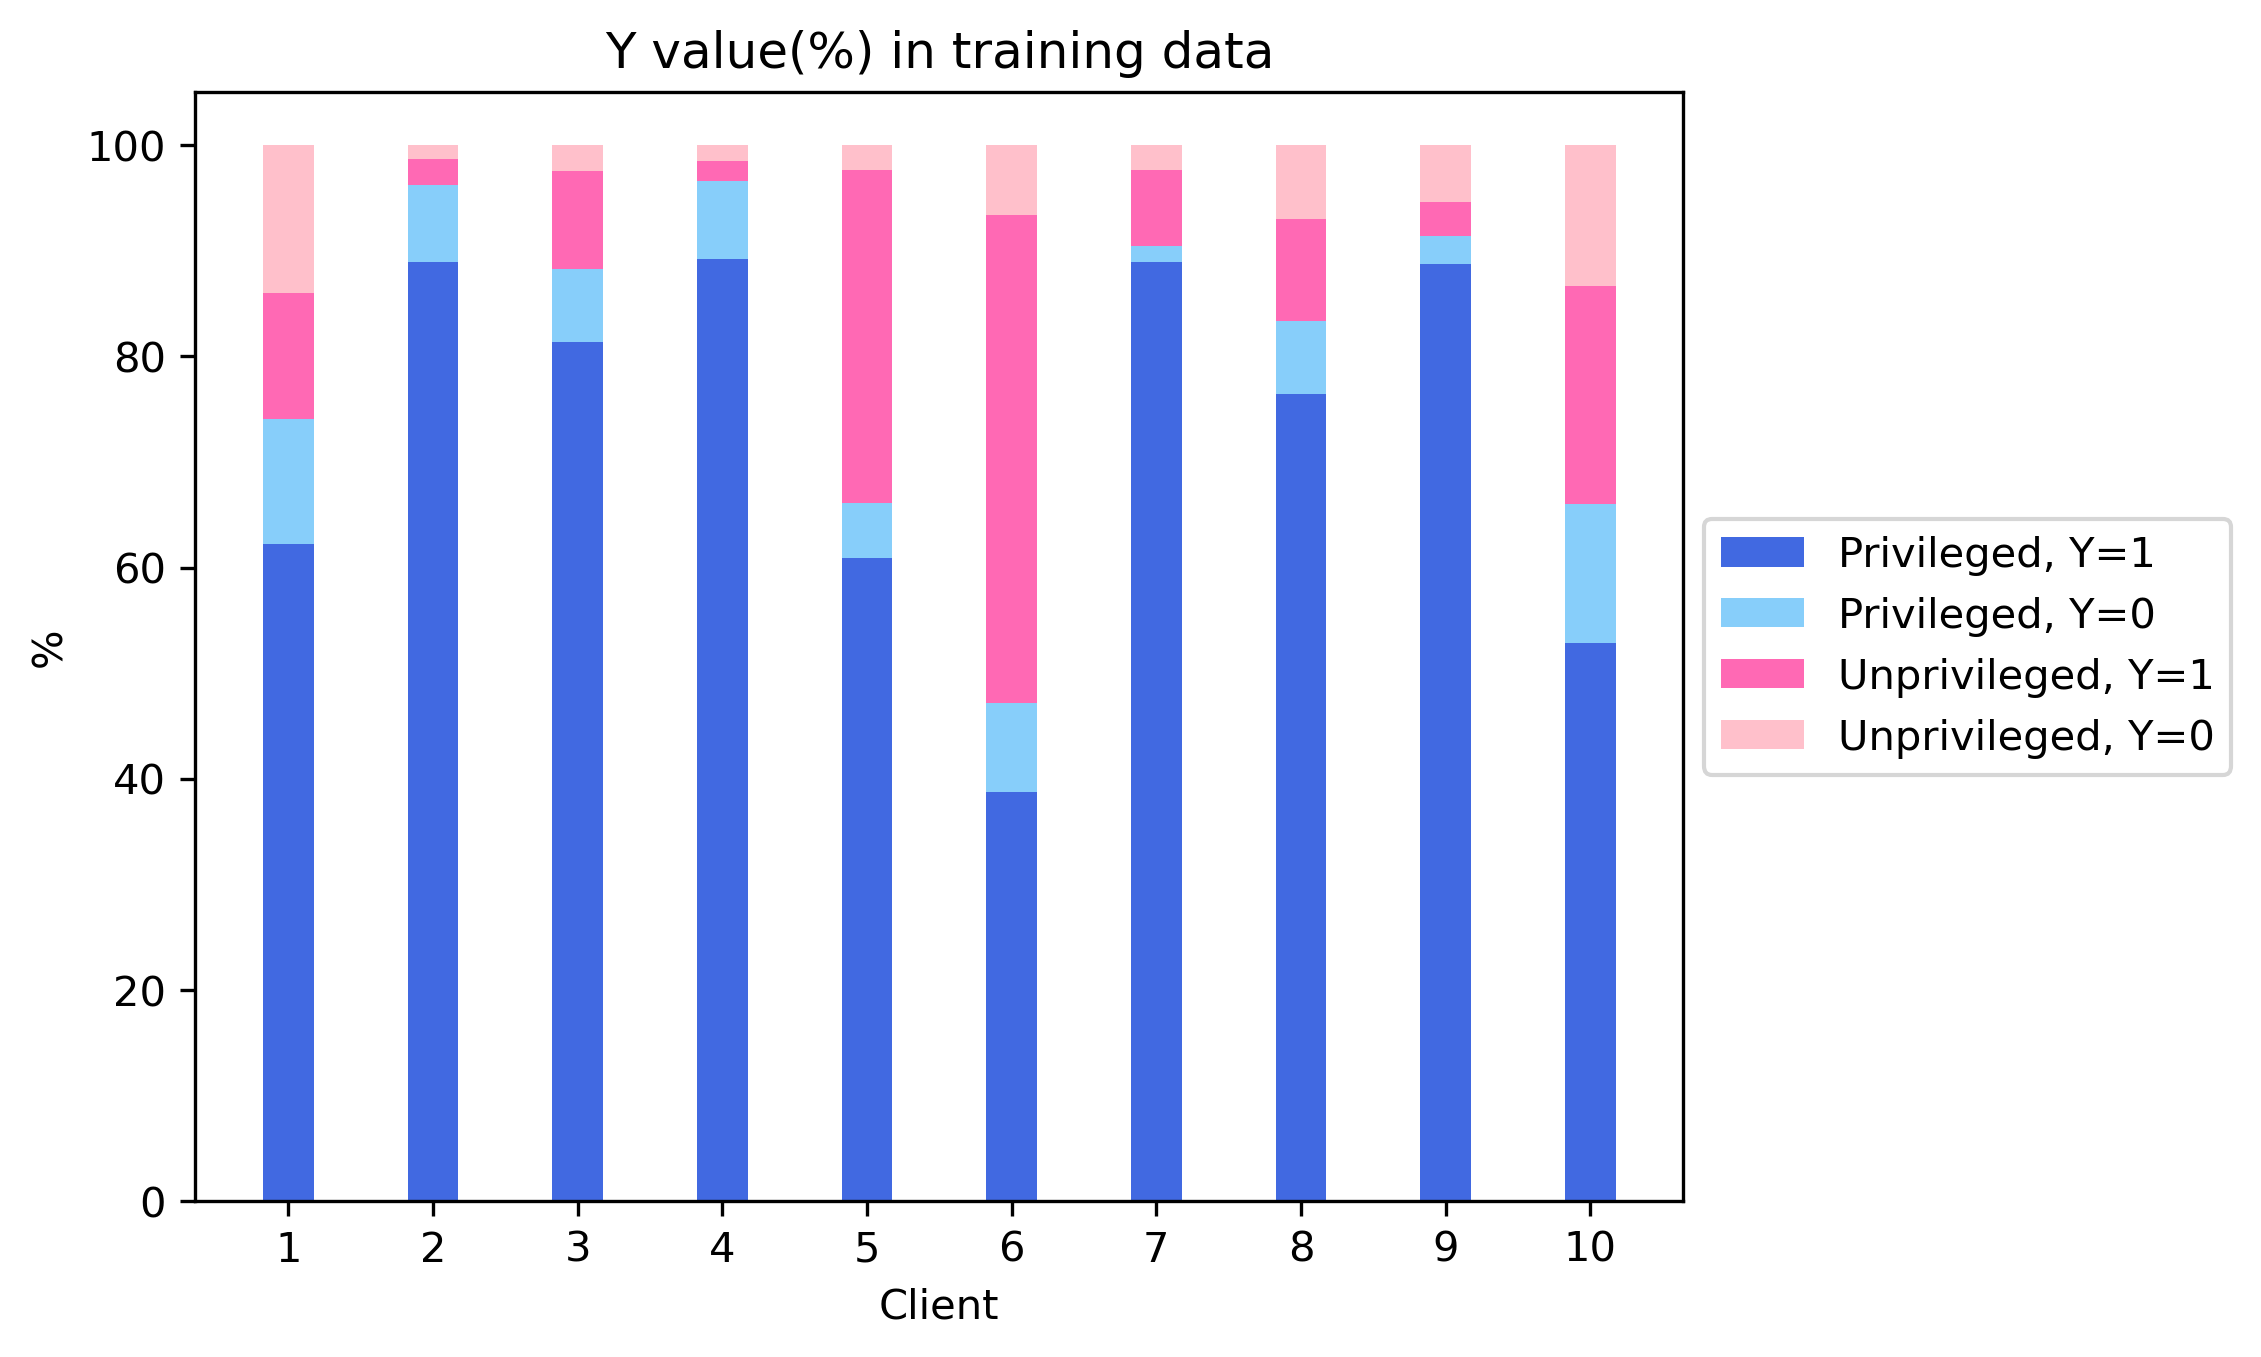 Y value(%) in training data
100
80
60
40
20
0
%
1 2 3 4 5 6 7 8 9 10
Client
Privileged, Y=1
Privileged, Y=0
Unprivileged, Y=1
Unprivileged, Y=0